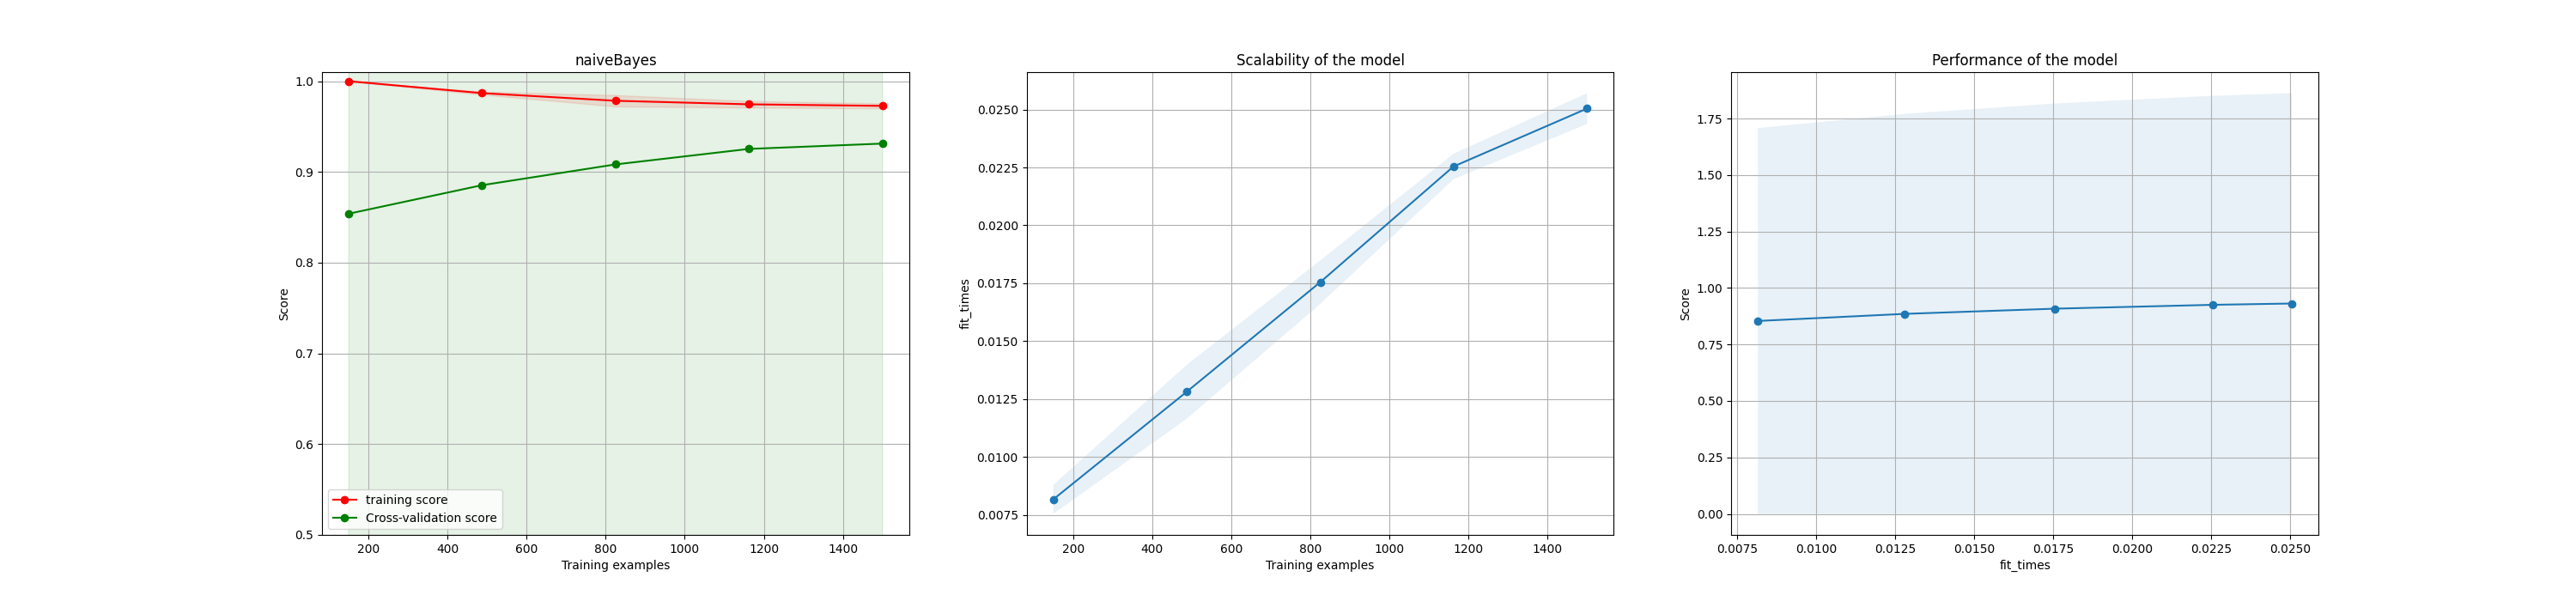 naiveBayes
1.0
0.9
0.8
0.7
0.6
0.5
Score
training score
Cross-validation score
200 400 600 800 1000 1200 1400
Training examples
Scalability of the model
0.0250
0.0225
0.0200
0.0175
0.0150
0.0125
0.0100
0.0075
fit_times
200 400 600 800 1000 1200 1400
Training examples
Performance of the model
1.75
1.50
1.25
1.00
0.75
0.50
0.25
0.00
Score
0.0075 0.0100 0.0125 0.0150 0.0175 0.0200 0.0225 0.0250
fit_times